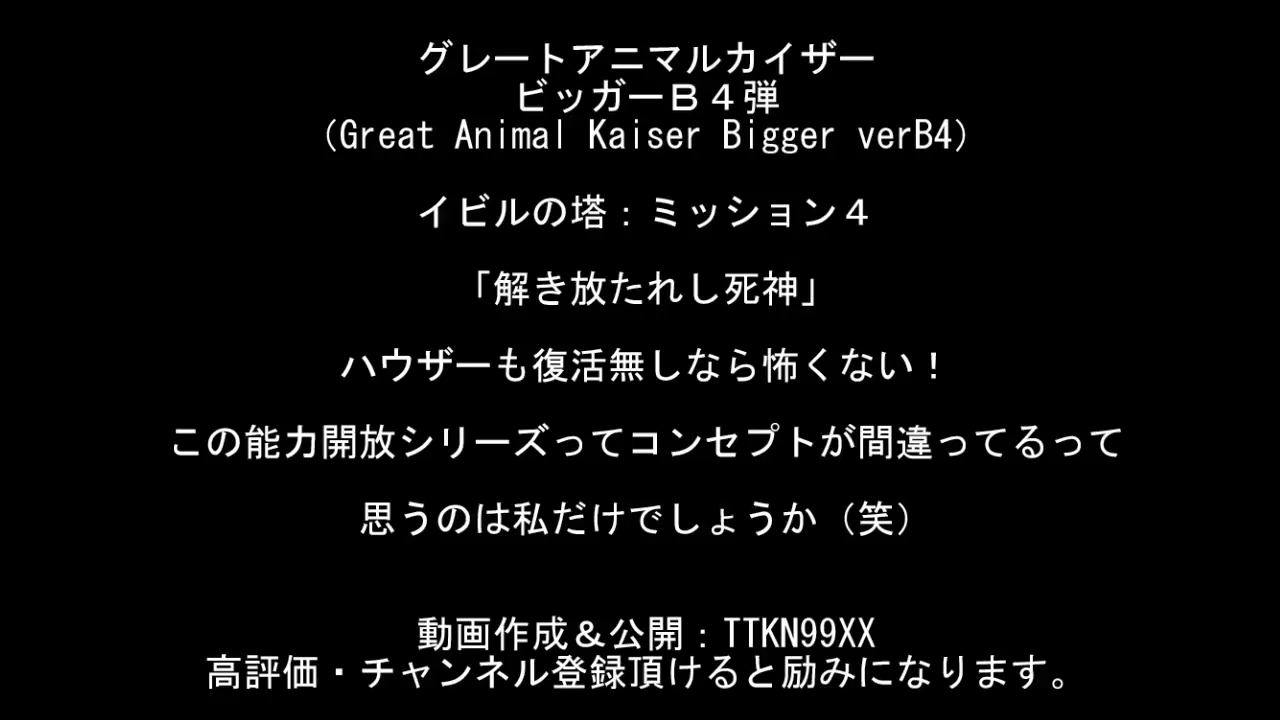 グレートアニマルカイザー
ビッガーＢ４弾
（Great Animal Kaiser Bigger verB4）
イビルの塔：ミッション４
「解き放たれし死神」
ハウザーも復活無しなら怖くない！
この能力開放シリーズってコンセプトが間違ってるって
思うのは私だけでしょうか（笑）
動画作成＆公開：TTKN99XX
高評価・チャンネル登録頂けると励みになります。